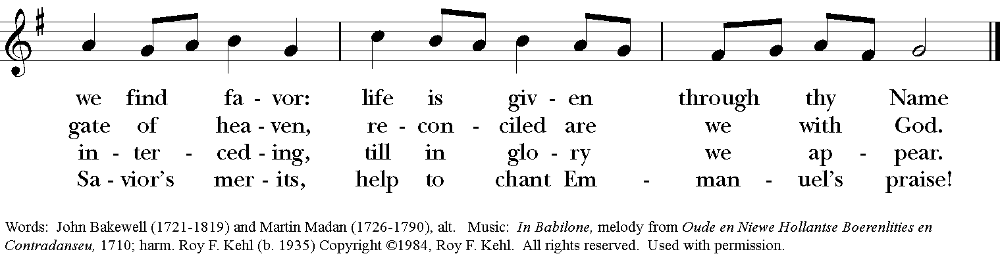 we find fa - vor: life is giv - en through thy Name
gate of hea - ven, re - con - ciled are we with God.
in - ter - ced - ing, till in glo - ry we ap - pear.
Sa - vior's mer - its, help to chant Em - man - uel's praise!
Words: John Bakewell (1721-1819) and Martin Madan (1726-1790), alt. Music: In Babilone, melody from Oude en Niewe Hollantse Boerenlities en
Contradanseu, 1710; harm. Roy F. Kehl (b. 1935) Copyright ©1984, Roy F. Kehl. All rights reserved. Used with permission.